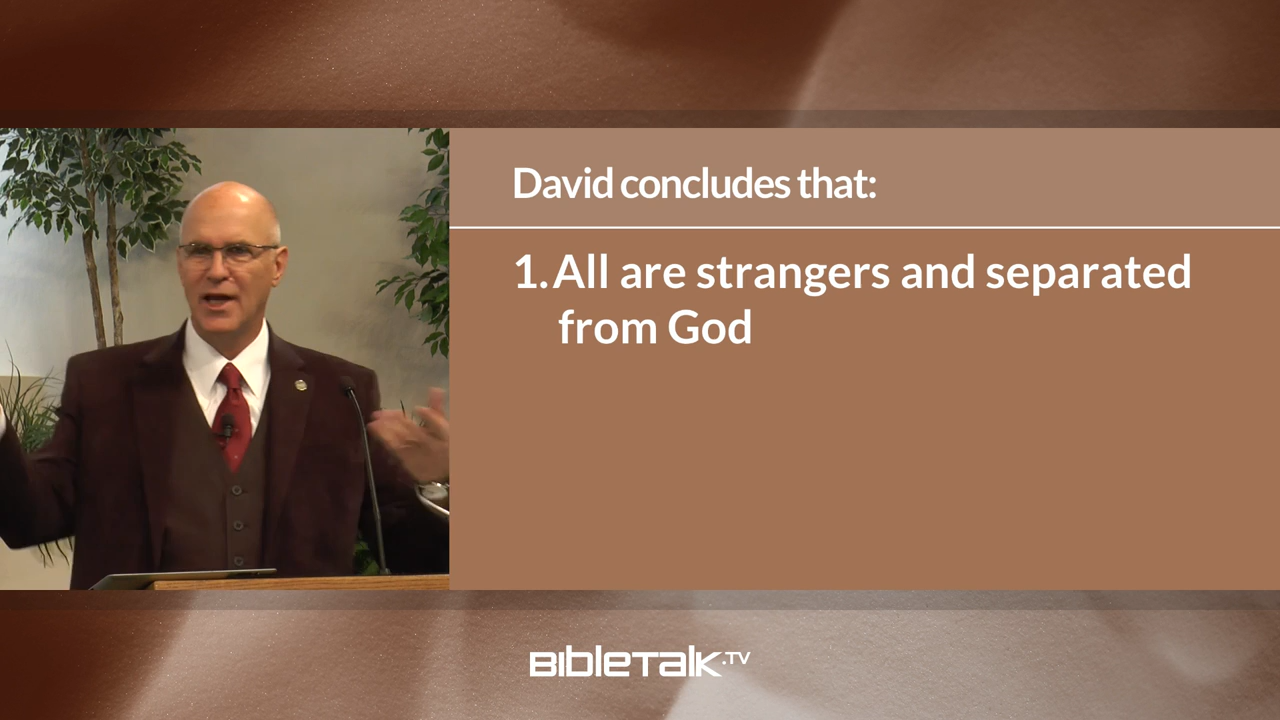 David concludes that:
1. All are strangers and separated
from God
BibleTalk.TV